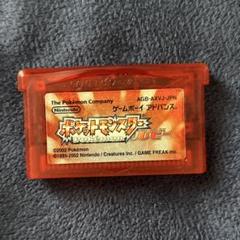 The Pokémon Company
AGB-AXVJ-JPN
Nintendo
ゲームボーイ アドバンス
ポケットモンスター
ルビー
©2002 Pokémon
©1995-2002 Nintendo / Creatures inc. / GAME FREAK inc.